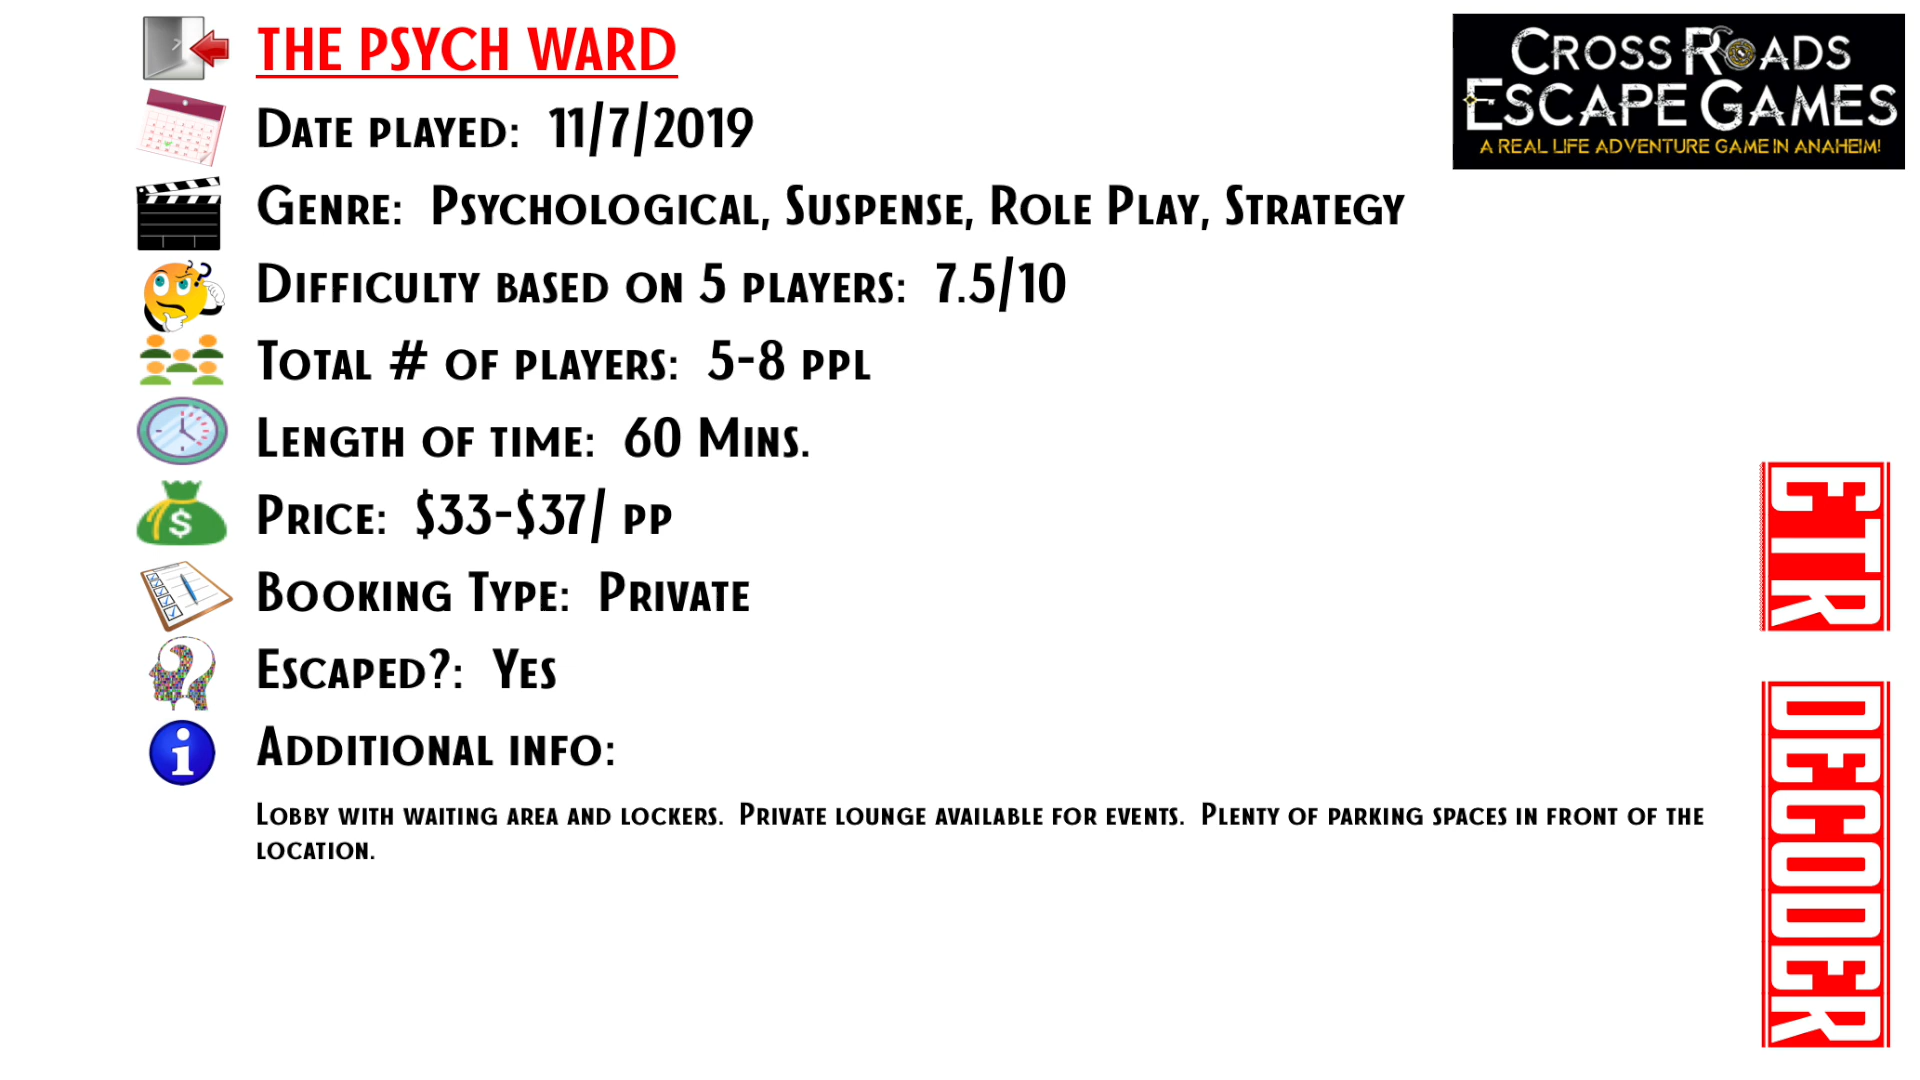 THE PSYCH WARD
CROSS ROADS
ESCAPE GAMES
A REAL LIFE ADVENTURE GAME IN ANAHEIM!
DATE PLAYED: 11/7/2019
GENRE: PSYCHOLOGICAL, SUSPENSE, ROLE PLAY, STRATEGY
DIFFICULTY BASED ON 5 PLAYERS: 7.5/10
TOTAL # OF PLAYERS: 5-8 PPL
LENGTH OF TIME: 60 MINS.
PRICE: $33-$37/ PP
BOOKING TYPE: PRIVATE
ESCAPED?: YES
ADDITIONAL INFO:
LOBBY WITH WAITING AREA AND LOCKERS. PRIVATE LOUNGE AVAILABLE FOR EVENTS. PLENTY OF PARKING SPACES IN FRONT OF THE
LOCATION.
ETR DECODER